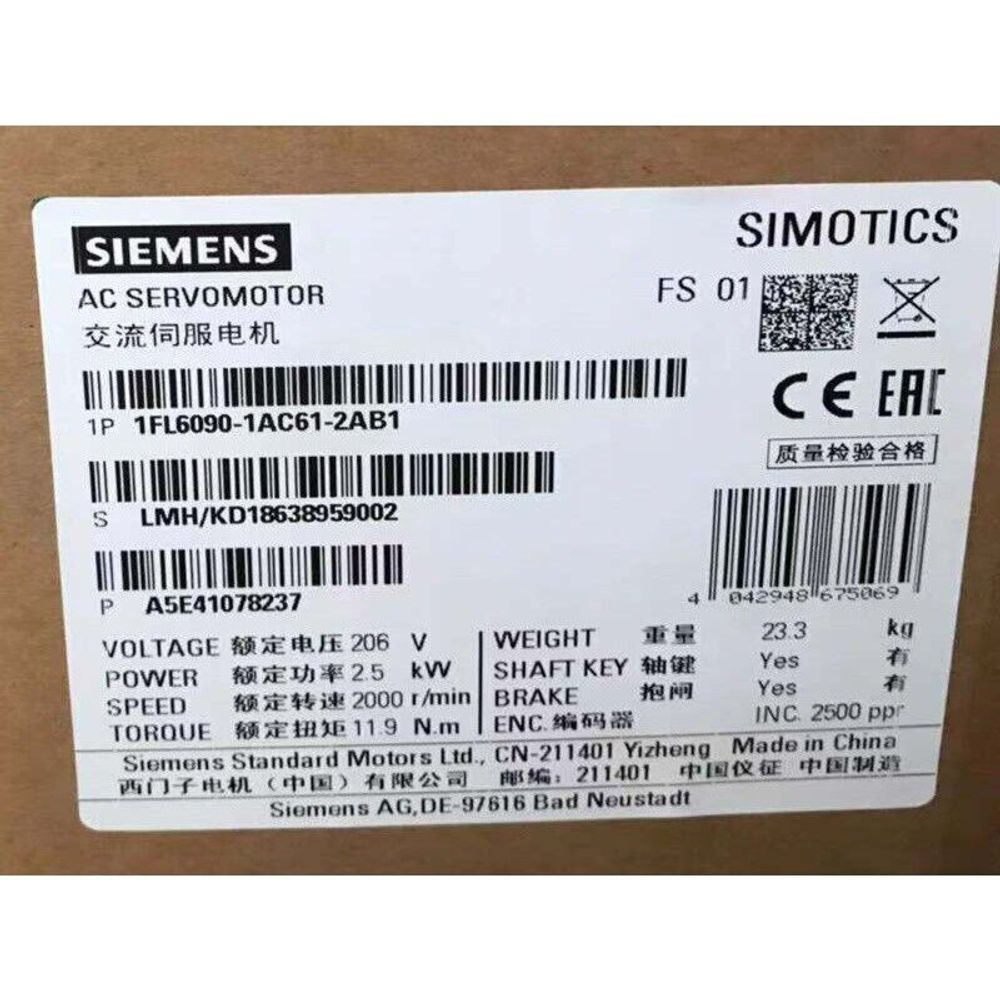 SIEMENS
SIMOTICS
AC SERVOMOTOR
FS 01
交流伺服电机
CE EAC
1P 1FL6090-1AC61-2AB1
质量检验合格
S LMH/KD18638959002
P A5E41078237
4 042948 675069
VOLTAGE 额定电压 206 V
POWER 额定功率 2.5 kW
SPEED 额定转速 2000 r/min
TORQUE 额定扭矩 11.9 N.m
WEIGHT 重量 23.3 kg
SHAFT KEY 轴键 Yes 有
BRAKE 抱闸 Yes 有
ENC. 编码器 INC. 2500 ppr
Siemens Standard Motors Ltd., CN-211401 Yizheng Made in China
西门子电机（中国）有限公司 邮编：211401 中国仪征 中国制造
Siemens AG,DE-97616 Bad Neustadt